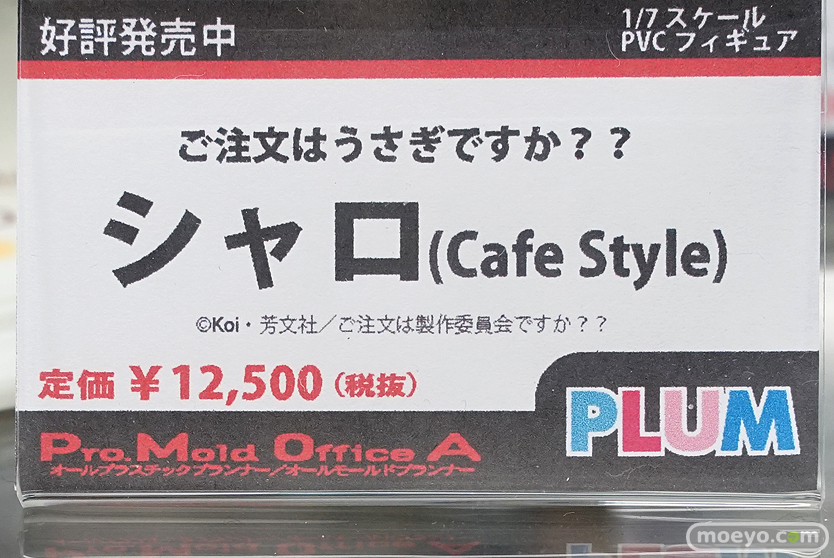 好評発売中
1/7 スケール
PVC フィギュア
ご注文はうさぎですか？？
シャロ(Cafe Style)
©Koi・芳文社／ご注文は製作委員会ですか？？
定価 ￥12,500（税抜）
PLUM
Pro.Mold Office A
オールプラスチックプランナー／オールモールドプランナー
moeyo.com